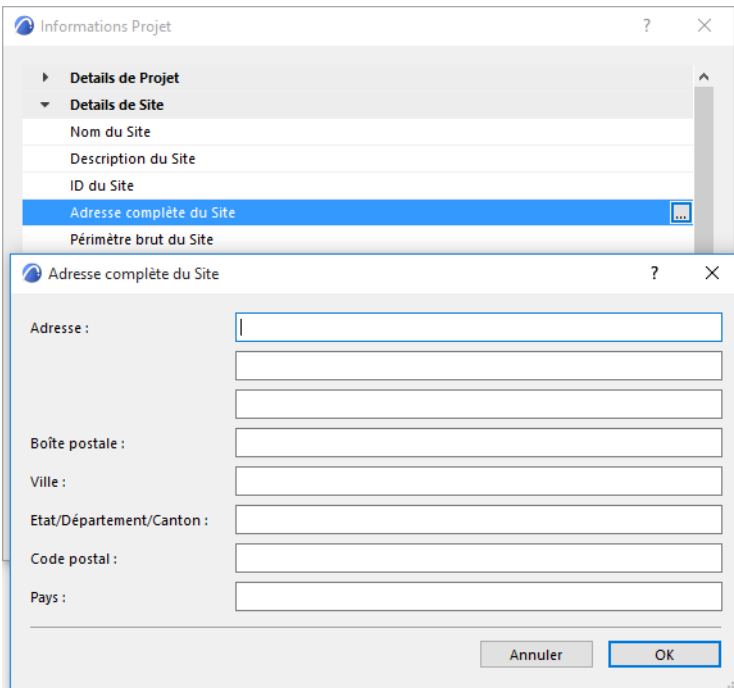 Informations Projet
Details de Projet
Details de Site
Nom du Site
Description du Site
ID du Site
Adresse complète du Site
...
Périmètre brut du Site
Adresse complète du Site
Adresse :
Boîte postale :
Ville :
Etat/Département/Canton :
Code postal :
Pays :
Annuler OK